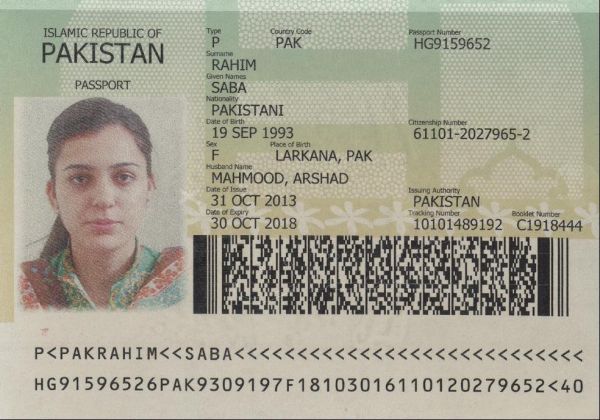 ISLAMIC REPUBLIC OF
PAKISTAN
PASSPORT
Type Country Code Passport Number
P PAK HG9159652
Surname
RAHIM
Given Names
SABA
Nationality
PAKISTANI
Date of Birth Citizenship Number
19 SEP 1993 61101-2027965-2
Sex Place of Birth
F LARKANA, PAK
Husband Name
MAHMOOD, ARSHAD
Date of Issue Issuing Authority
31 OCT 2013 PAKISTAN
Date of Expiry Tracking Number Booklet Number
30 OCT 2018 10101489192 C1918444
P<PAKRAHIM<<SABA<<<<<<<<<<<<<<<<<<<<<<<<<<<<
HG91596526PAK9309197F18103016110120279652<40